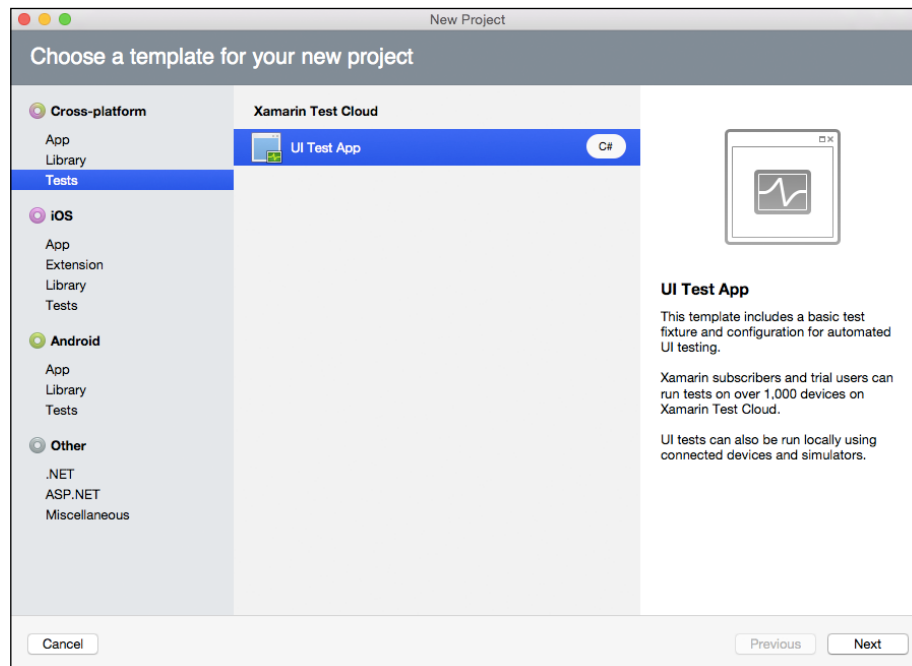 New Project
Choose a template for your new project
Cross-platform
App
Library
Tests
iOS
App
Extension
Library
Tests
Android
App
Library
Tests
Other
.NET
ASP.NET
Miscellaneous
Xamarin Test Cloud
UI Test App
C#
UI Test App
This template includes a basic test
fixture and configuration for automated
UI testing.
Xamarin subscribers and trial users can
run tests on over 1,000 devices on
Xamarin Test Cloud.
UI tests can also be run locally using
connected devices and simulators.
Cancel
Previous
Next